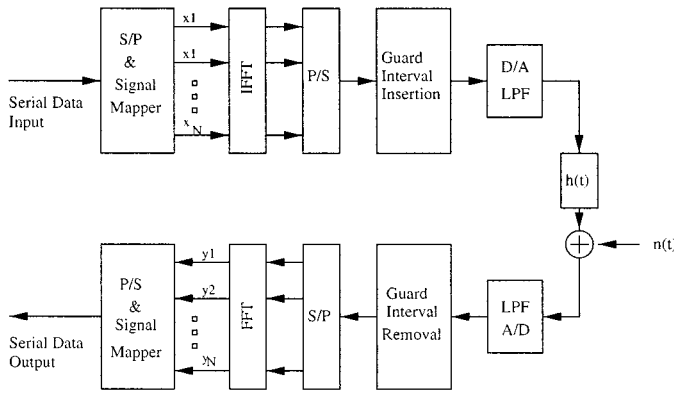 x1
S/P
&
Signal
Mapper
x1
x N
Serial Data
Input
IFFT
P/S
Guard
Interval
Insertion
D/A
LPF
h(t)
n(t)
y1
P/S
&
Signal
Mapper
y2
yN
Serial Data
Output
FFT
S/P
Guard
Interval
Removal
LPF
A/D